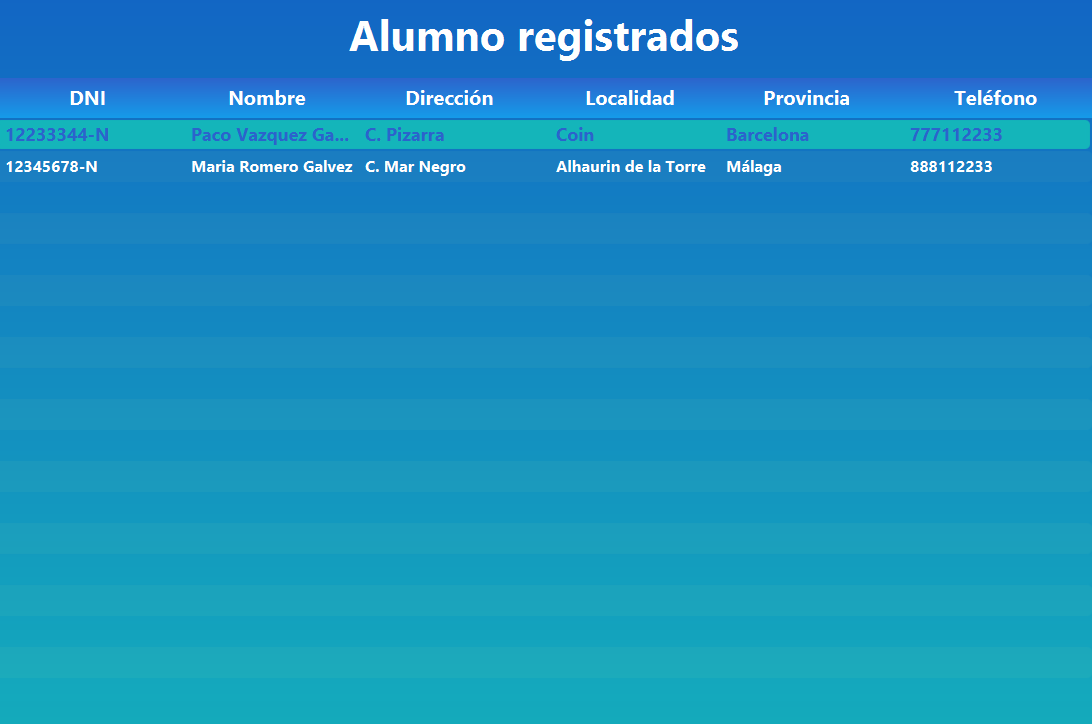 Alumno registrados
DNI Nombre Dirección Localidad Provincia Teléfono
12233344-N Paco Vazquez Ga... C. Pizarra Coin Barcelona 777112233
12345678-N Maria Romero Galvez C. Mar Negro Alhaurin de la Torre Málaga 888112233